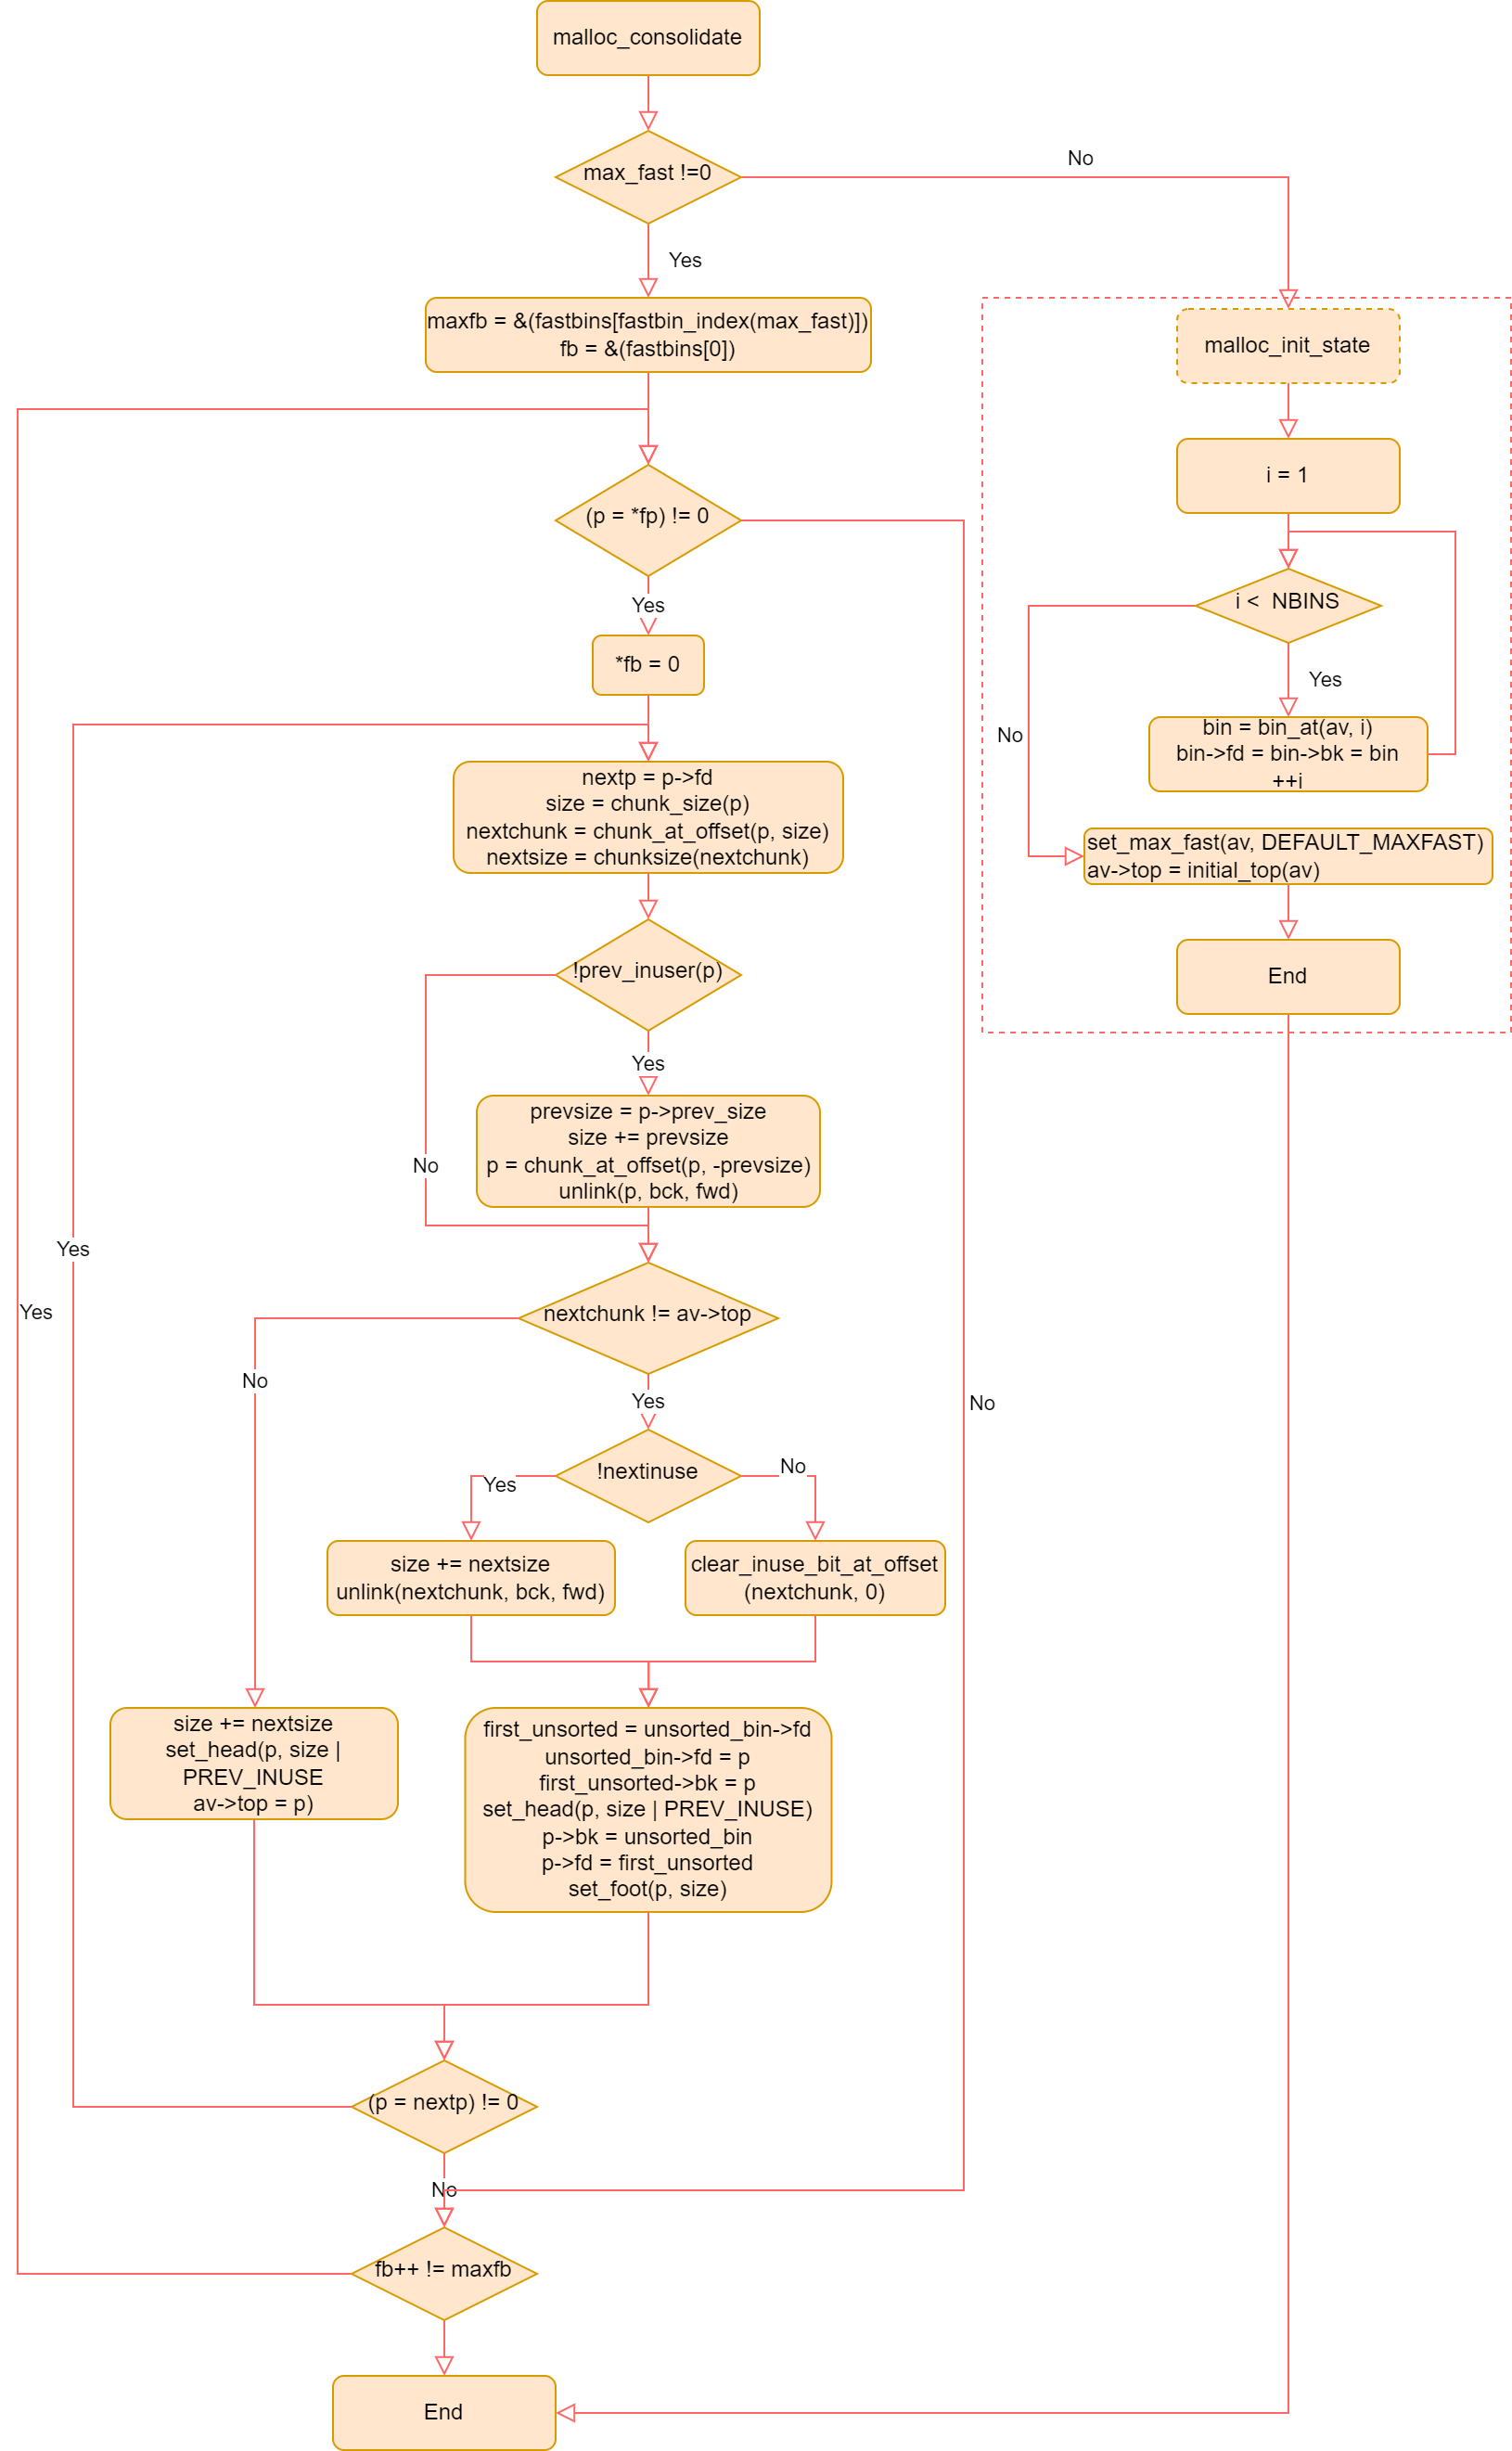 malloc_consolidate
max_fast !=0
No
Yes
maxfb = &(fastbins[fastbin_index(max_fast)])
fb = &(fastbins[0])
malloc_init_state
i = 1
(p = *fp) != 0
i <  NBINS
Yes
*fb = 0
Yes
No
bin = bin_at(av, i)
bin->fd = bin->bk = bin
++i
nextp = p->fd
size = chunk_size(p)
nextchunk = chunk_at_offset(p, size)
nextsize = chunksize(nextchunk)
set_max_fast(av, DEFAULT_MAXFAST)
av->top = initial_top(av)
!prev_inuser(p)
End
Yes
prevsize = p->prev_size
size += prevsize
p = chunk_at_offset(p, -prevsize)
unlink(p, bck, fwd)
No
Yes
Yes
nextchunk != av->top
No
Yes
No
!nextinuse
Yes
No
size += nextsize
unlink(nextchunk, bck, fwd)
clear_inuse_bit_at_offset
(nextchunk, 0)
size += nextsize
set_head(p, size |
PREV_INUSE
av->top = p)
first_unsorted = unsorted_bin->fd
unsorted_bin->fd = p
first_unsorted->bk = p
set_head(p, size | PREV_INUSE)
p->bk = unsorted_bin
p->fd = first_unsorted
set_foot(p, size)
(p = nextp) != 0
No
fb++ != maxfb
End